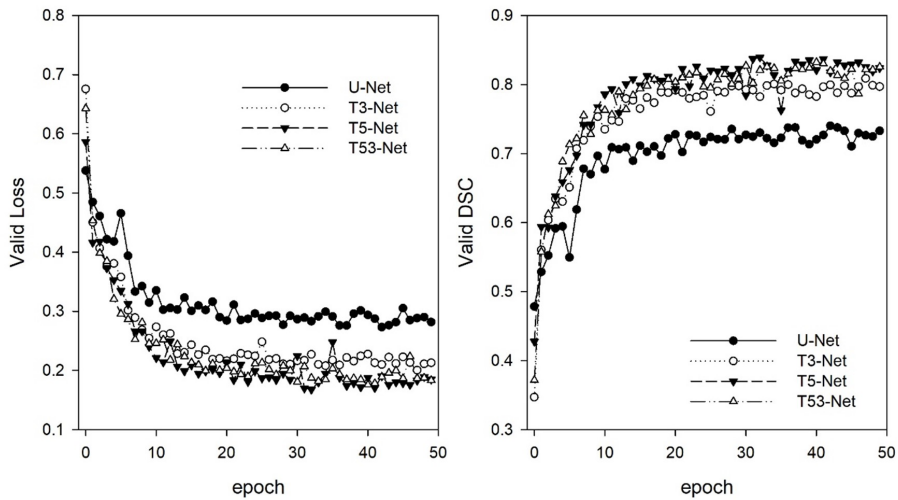 0.8
0.7
0.6
0.5
0.4
0.3
0.2
0.1
Valid Loss
U-Net
T3-Net
T5-Net
T53-Net
0 10 20 30 40 50
epoch
0.9
0.8
0.7
0.6
0.5
0.4
0.3
Valid DSC
U-Net
T3-Net
T5-Net
T53-Net
0 10 20 30 40 50
epoch